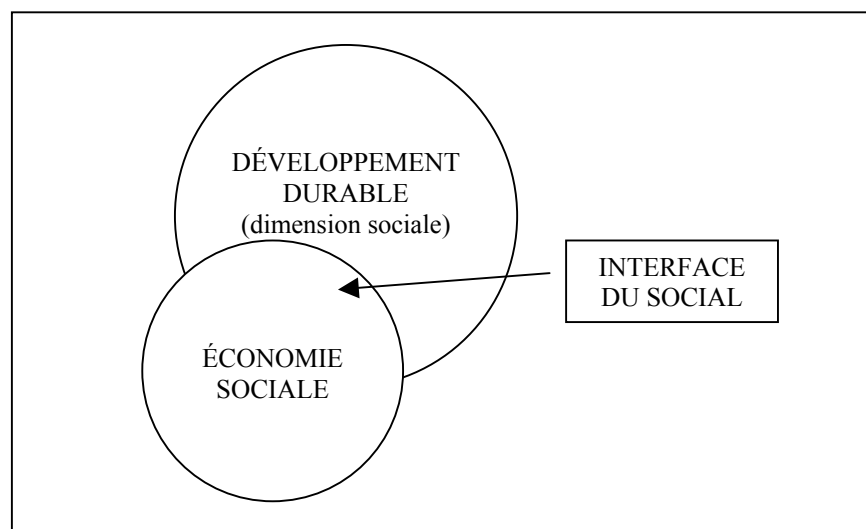 DÉVELOPPEMENT
DURABLE
(dimension sociale)
INTERFACE
DU SOCIAL
ÉCONOMIE
SOCIALE